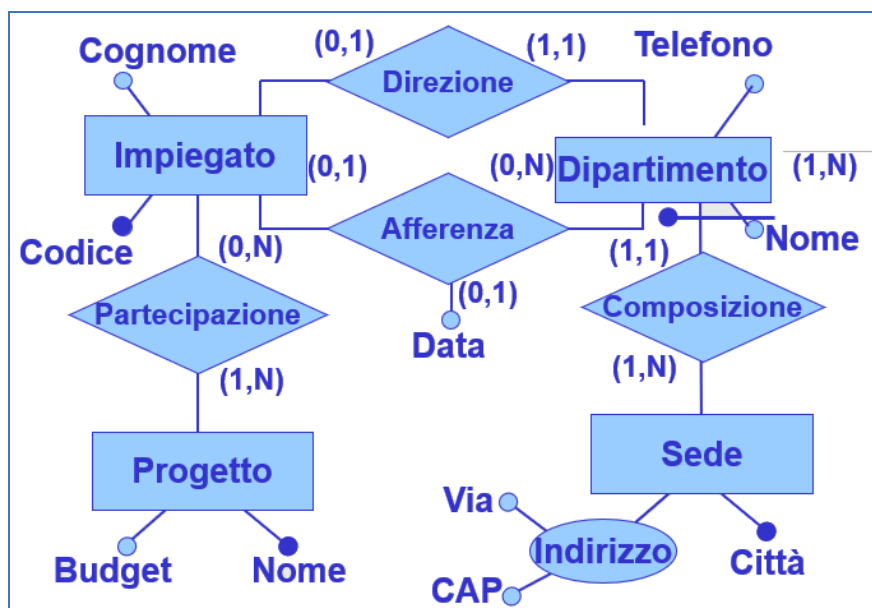 (0,1)
(1,1)
Telefono
Cognome
Direzione
Impiegato
(0,1)
(0,N)
Dipartimento
(1,N)
Afferenza
Codice
(0,N)
(1,1)
Nome
Partecipazione
(0,1)
Composizione
Data
(1,N)
(1,N)
Progetto
Sede
Via
Indirizzo
Città
Budget
Nome
CAP